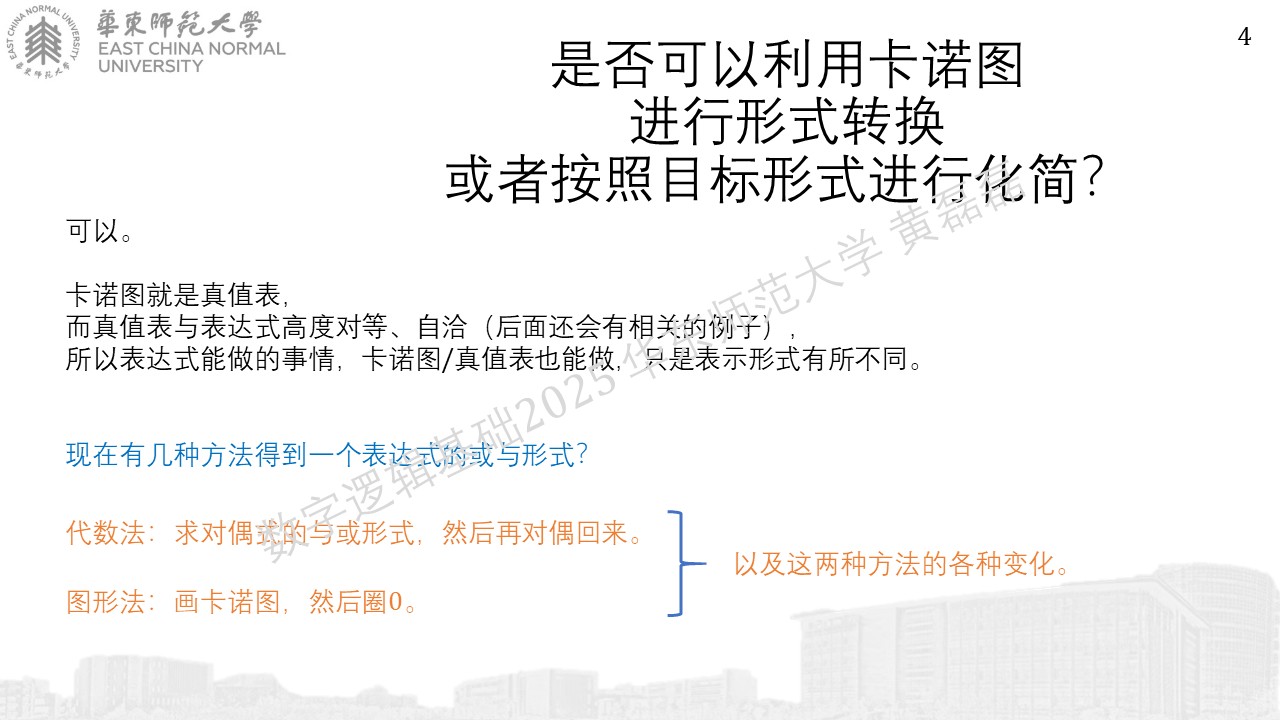 華東師範大學
EAST CHINA NORMAL
UNIVERSITY
EAST CHINA NORMAL UNIVERSITY
華東师范大学
4
是否可以利用卡诺图
进行形式转换
或者按照目标形式进行化简？
可以。
卡诺图就是真值表，
而真值表与表达式高度对等、自洽（后面还会有相关的例子），
所以表达式能做的事情，卡诺图/真值表也能做，只是表示形式有所不同。
现在有几种方法得到一个表达式的或与形式？
代数法：求对偶式的与或形式，然后再对偶回来。
图形法：画卡诺图，然后圈0。
以及这两种方法的各种变化。
数字逻辑基础2025 华东师范大学 黄磊磊